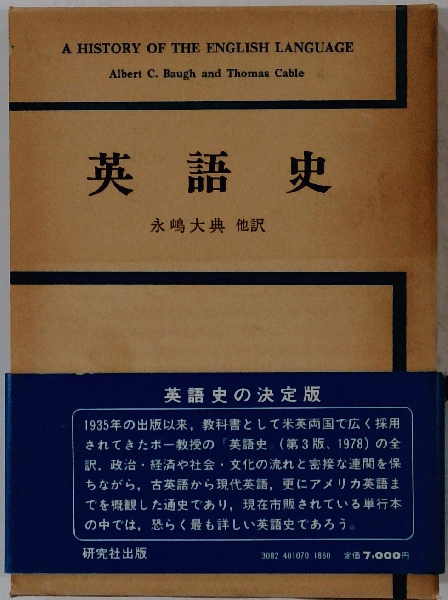 A HISTORY OF THE ENGLISH LANGUAGE
Albert C. Baugh and Thomas Cable
英語史
永嶋大典 他訳
英語史の決定版
1935年の出版以来，教科書として米英両国で広く採用
されてきたボー教授の『英語史』（第３版、1978）の全
訳．政治・経済や社会・文化の流れと密接な連関を保
ちながら，古英語から現代英語，更にアメリカ英語ま
でを概観した通史であり，現在市販されている単行本
の中では，恐らく最も詳しい英語史であろう。
研究社出版
3082 401070 1860 定価7,000円